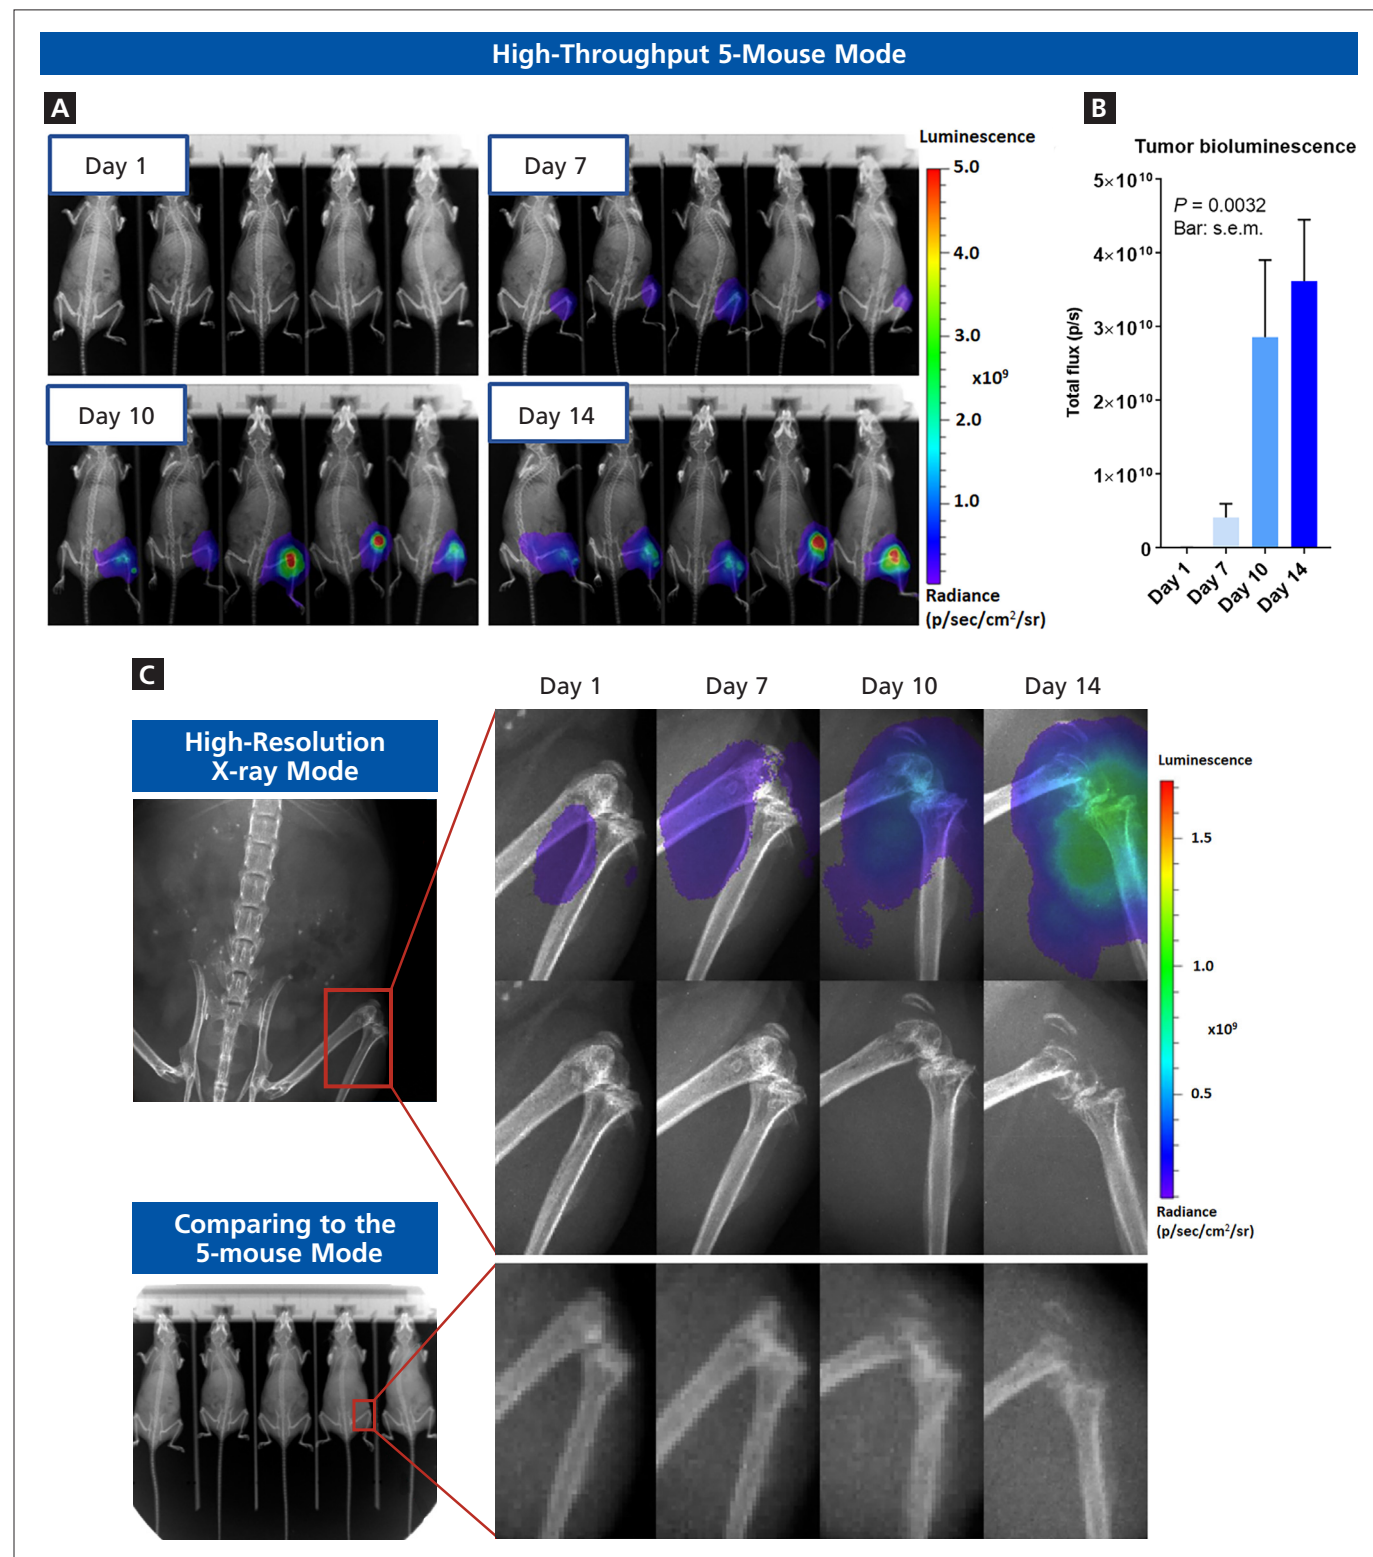 High-Throughput 5-Mouse Mode
A
Day 1
Day 7
Day 10
Day 14
Luminescence
5.0
4.0
3.0
x10⁹
2.0
1.0
Radiance
(p/sec/cm²/sr)
B
Tumor bioluminescence
P = 0.0032
Bar: s.e.m.
Total flux (p/s)
5×10¹⁰
4×10¹⁰
3×10¹⁰
2×10¹⁰
1×10¹⁰
0
Day 1
Day 7
Day 10
Day 14
C
High-Resolution
X-ray Mode
Day 1
Day 7
Day 10
Day 14
Luminescence
1.5
1.0
x10⁹
0.5
Radiance
(p/sec/cm²/sr)
Comparing to the
5-mouse Mode